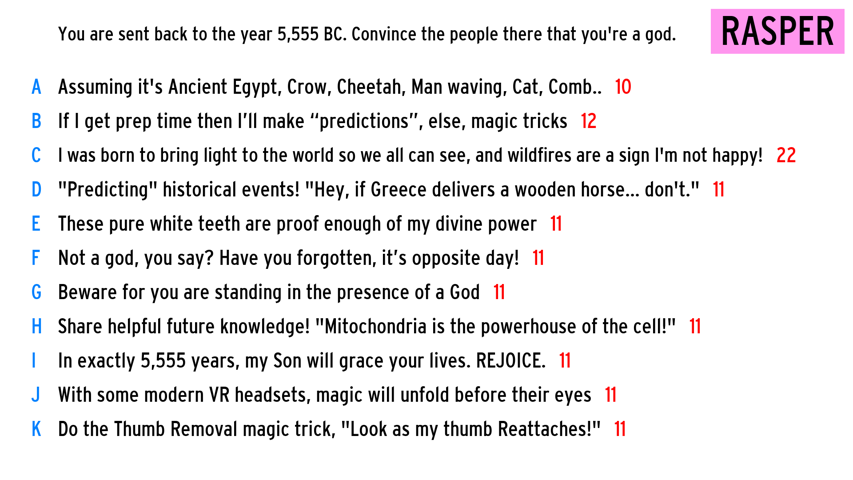 You are sent back to the year 5,555 BC. Convince the people there that you're a god.
RASPER
A Assuming it's Ancient Egypt, Crow, Cheetah, Man waving, Cat, Comb.. 10
B If I get prep time then I’ll make “predictions”, else, magic tricks 12
C I was born to bring light to the world so we all can see, and wildfires are a sign I'm not happy! 22
D "Predicting" historical events! "Hey, if Greece delivers a wooden horse... don't." 11
E These pure white teeth are proof enough of my divine power 11
F Not a god, you say? Have you forgotten, it’s opposite day! 11
G Beware for you are standing in the presence of a God 11
H Share helpful future knowledge! "Mitochondria is the powerhouse of the cell!" 11
I In exactly 5,555 years, my Son will grace your lives. REJOICE. 11
J With some modern VR headsets, magic will unfold before their eyes 11
K Do the Thumb Removal magic trick, "Look as my thumb Reattaches!" 11